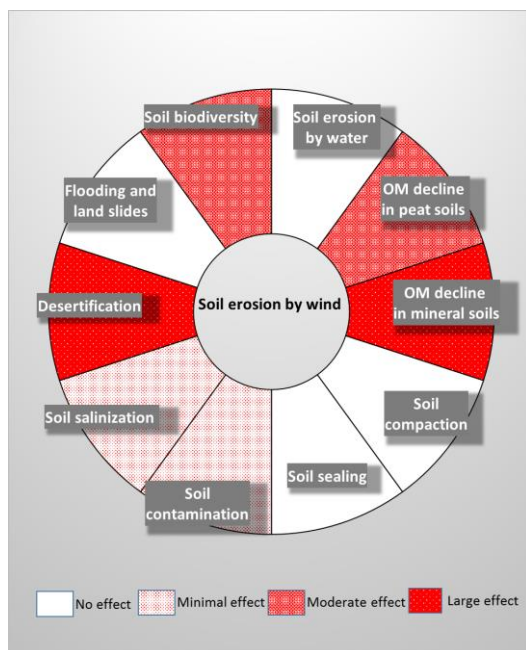 Soil biodiversity
Soil erosion
by water
Flooding and
land slides
OM decline
in peat soils
Desertification
Soil erosion by wind
OM decline
in mineral soils
Soil salinization
Soil
compaction
Soil
contamination
Soil sealing
No effect
Minimal effect
Moderate effect
Large effect